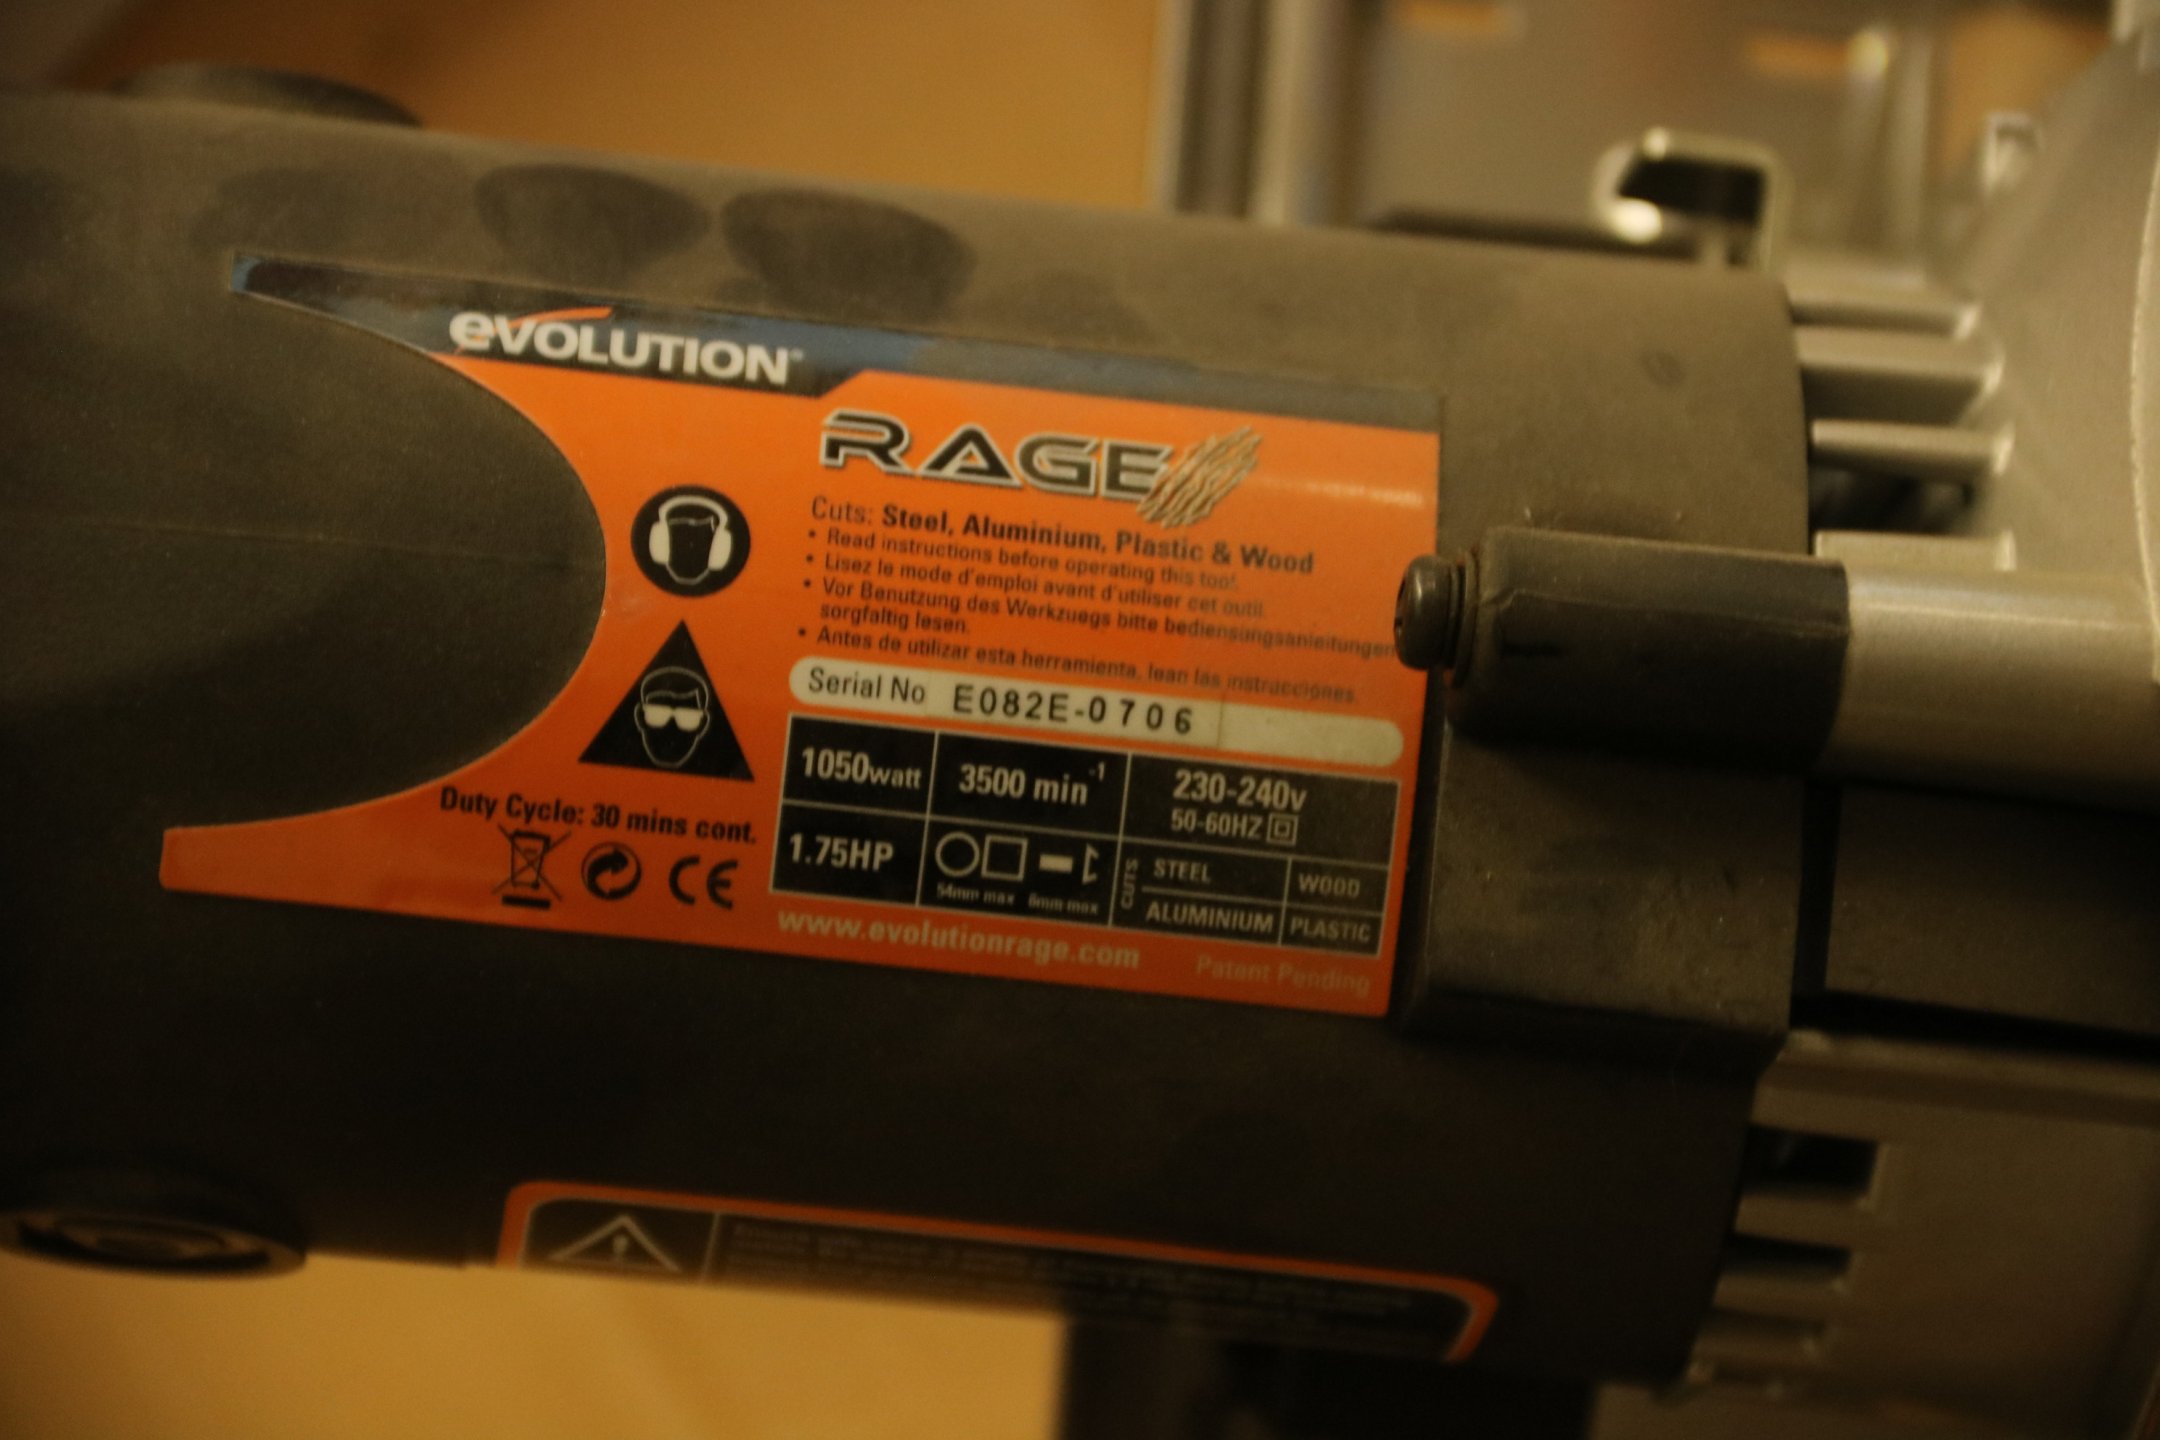 evolution
RAGE
Cuts: Steel, Aluminium, Plastic & Wood
• Read instructions before operating this tool.
• Lisez le mode d'emploi avant d'utiliser cet outil.
• Vor Benutzung des Werkzuegs bitte bediensungsanleitungen
sorgfaltig lesen.
• Antes de utilizar esta herramienta, lean las instrucciones
Serial No E082E-0706
1050watt 3500 min-1 230-240v
50-60HZ
Duty Cycle: 30 mins cont.
1.75HP
54mm max 6mm max
CUTS STEEL WOOD
ALUMINIUM PLASTIC
CE
www.evolutionrage.com
Patent Pending